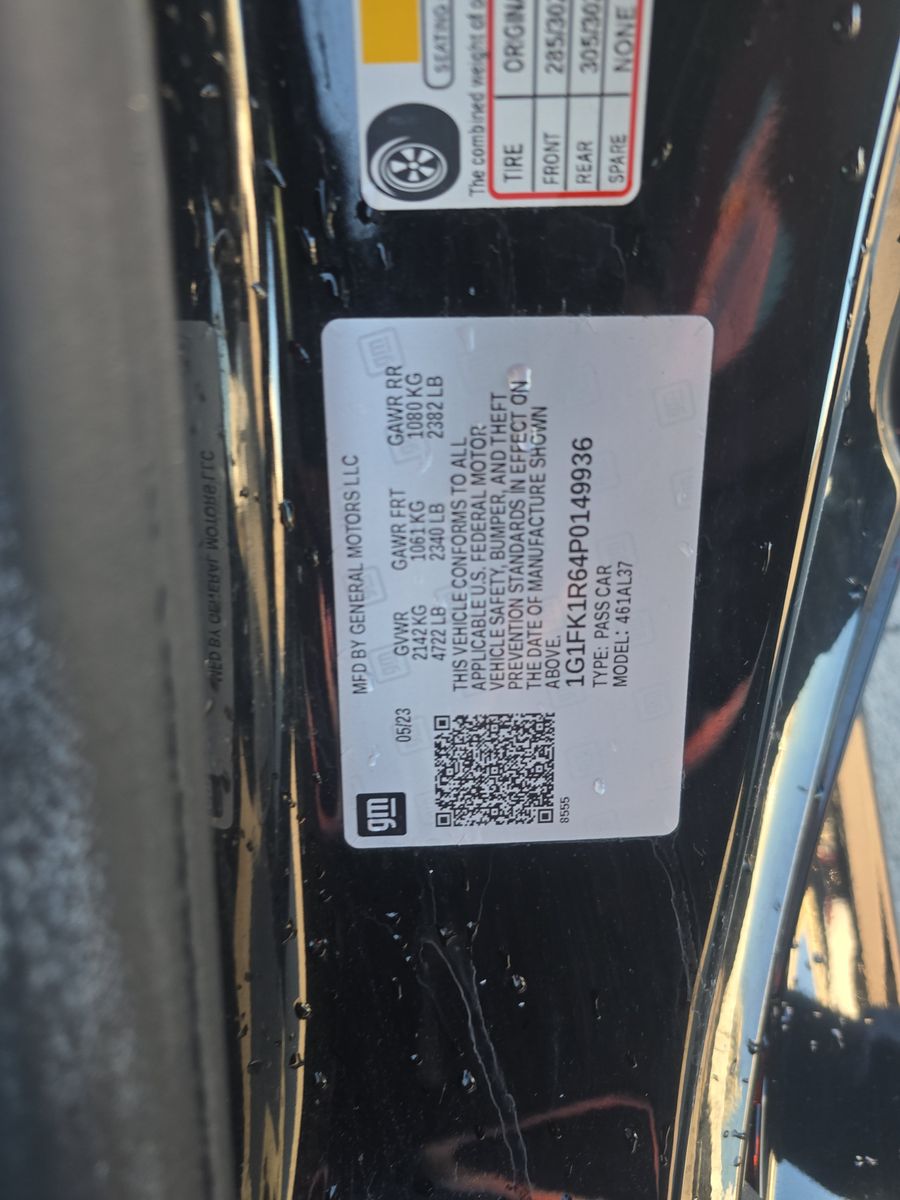 MFD BY GENERAL MOTORS LLC
05/23
GVWR GAWR FRT GAWR RR
2142 KG 1061 KG 1080 KG
4722 LB 2340 LB 2382 LB
THIS VEHICLE CONFORMS TO ALL
APPLICABLE U.S. FEDERAL MOTOR
VEHICLE SAFETY, BUMPER, AND THEFT
PREVENTION STANDARDS IN EFFECT ON
THE DATE OF MANUFACTURE SHOWN
ABOVE.
1G1FK1R64P0149936
TYPE: PASS CAR
MODEL: 461AL37
gm
8555
SEATING
The combined weight of
TIRE
FRONT 285/30
REAR 305/30
SPARE NONE